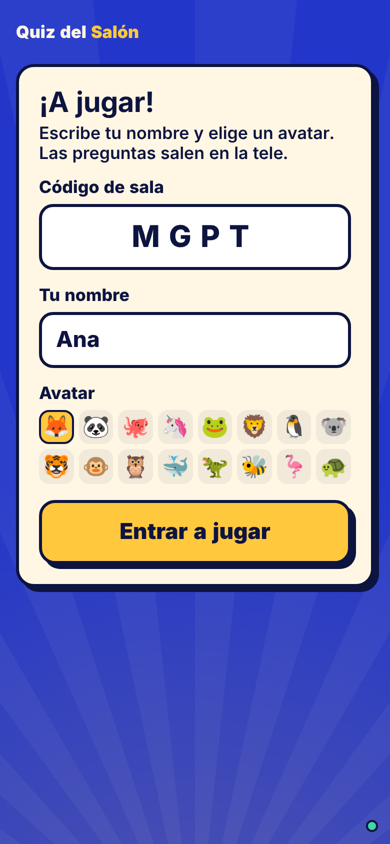 Quiz del Salón
¡A jugar!
Escribe tu nombre y elige un avatar.
Las preguntas salen en la tele.
Código de sala
MGPT
Tu nombre
Ana
Avatar
Entrar a jugar